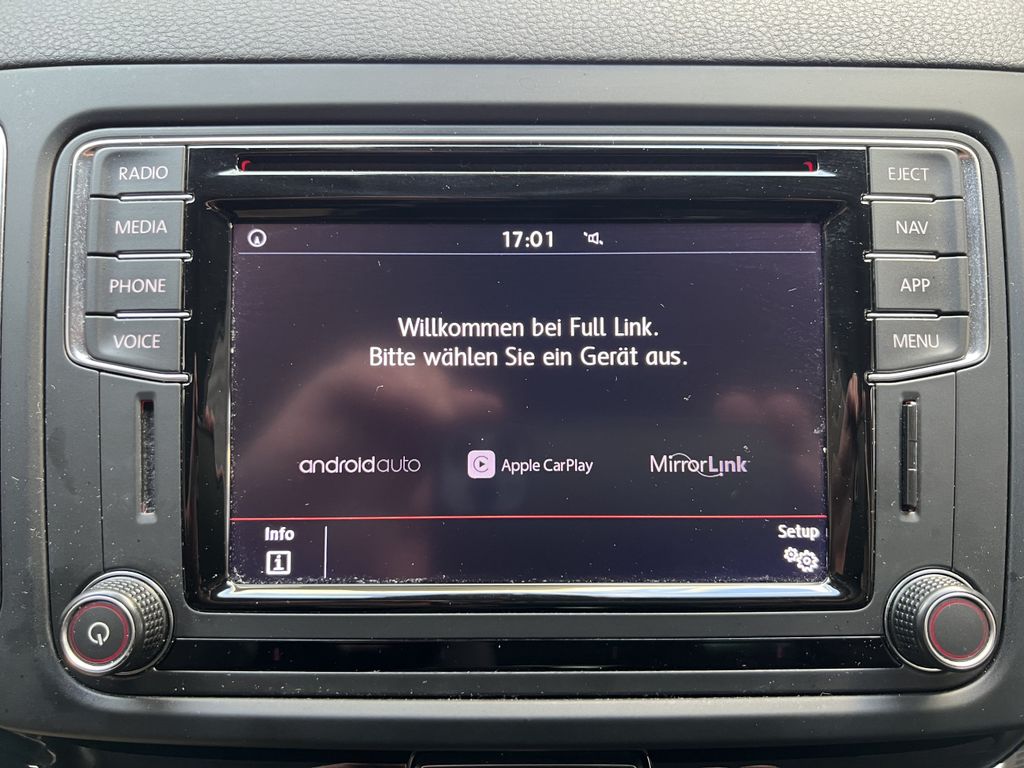 RADIO
MEDIA
PHONE
VOICE
EJECT
NAV
APP
MENU
17:01
Willkommen bei Full Link.
Bitte wählen Sie ein Gerät aus.
androidauto
Apple CarPlay
MirrorLink
Info
i
Setup